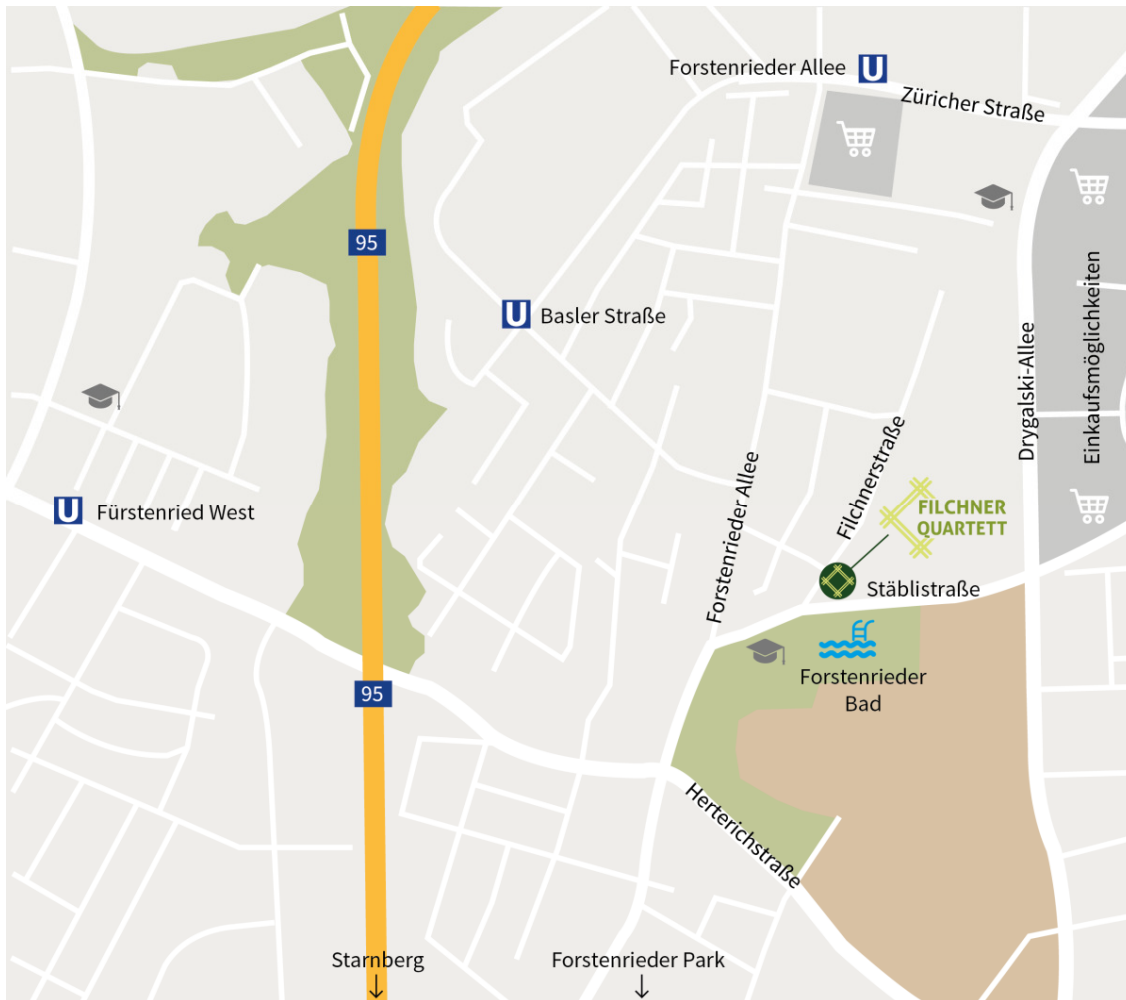 Forstenrieder Allee
U
Züricher Straße
95
U
Basler Straße
Drygalski-Allee
Einkaufsmöglichkeiten
U
Fürstenried West
Forstenrieder Allee
Filchnerstraße
FILCHNER
QUARTETT
Stäblistraße
Forstenrieder
Bad
95
Herterichstraße
Starnberg
Forstenrieder Park